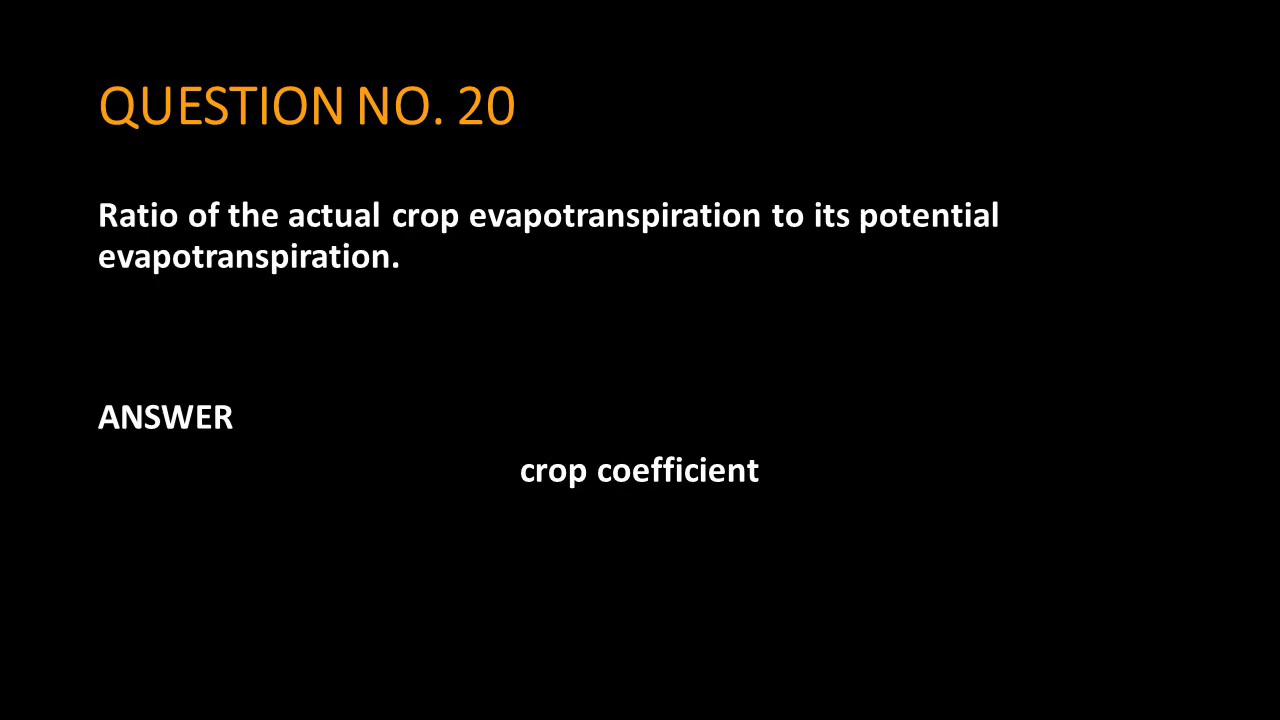 QUESTION NO. 20
Ratio of the actual crop evapotranspiration to its potential
evapotranspiration.
ANSWER
crop coefficient